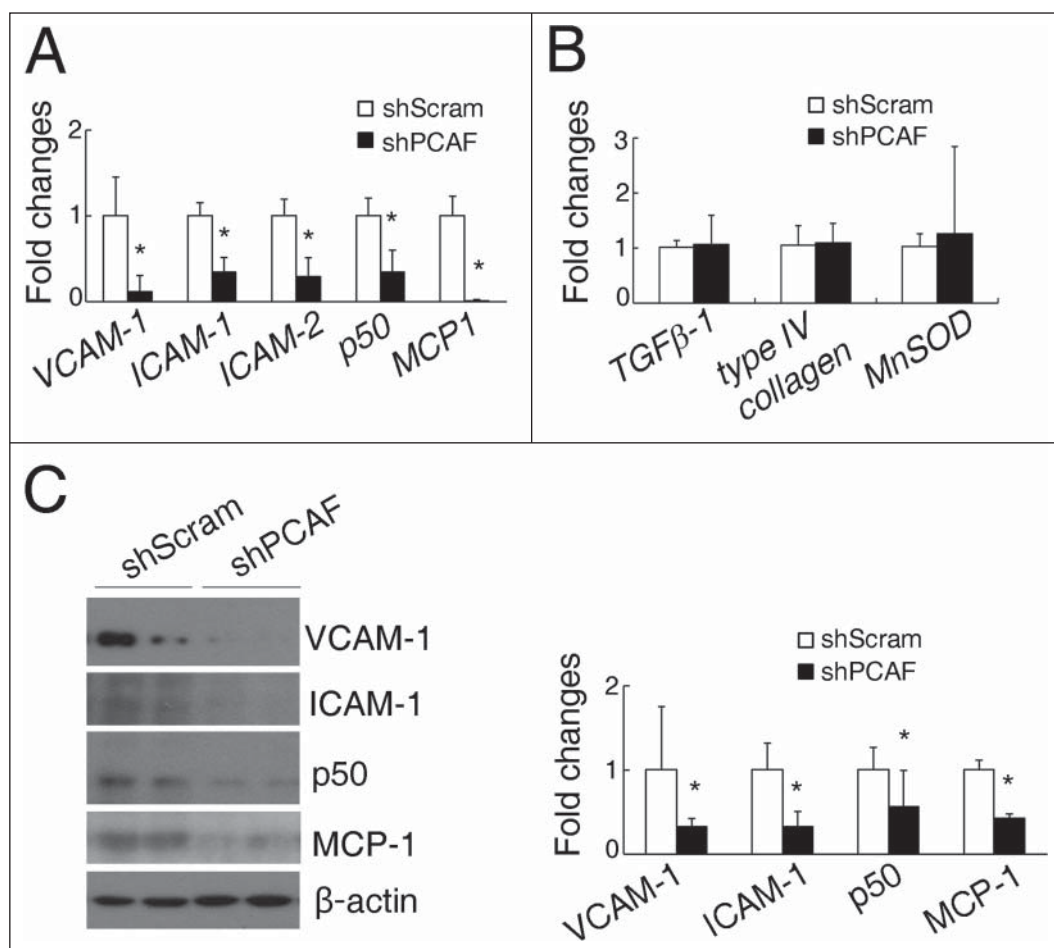 A
Fold changes
shScram
shPCAF
2
1
0
VCAM-1
ICAM-1
ICAM-2
p50
MCP1
*
*
*
*
*
B
Fold changes
shScram
shPCAF
3
2
1
0
TGFβ-1
type IV
collagen
MnSOD
C
shScram
shPCAF
VCAM-1
ICAM-1
p50
MCP-1
β-actin
Fold changes
shScram
shPCAF
2
1
0
*
*
*
*
VCAM-1
ICAM-1
p50
MCP-1